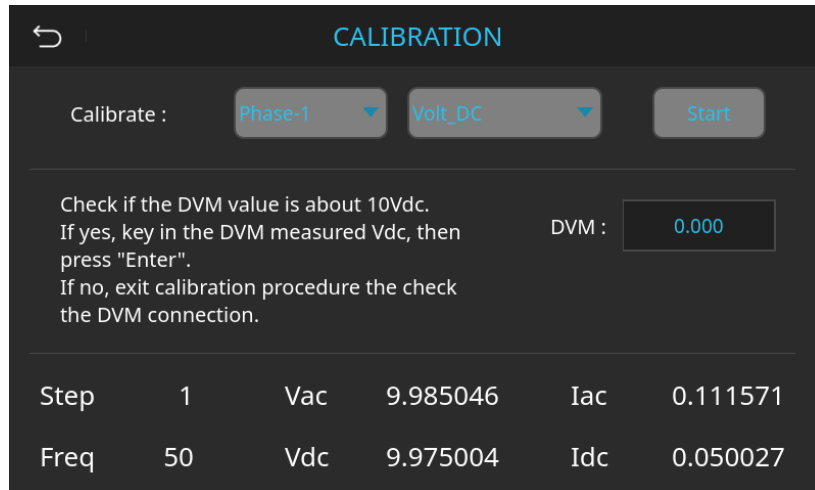 CALIBRATION
Calibrate : Phase-1 Volt_DC Start
Check if the DVM value is about 10Vdc.
If yes, key in the DVM measured Vdc, then
press "Enter".
If no, exit calibration procedure the check
the DVM connection.
DVM : 0.000
Step 1 Vac 9.985046 Iac 0.111571
Freq 50 Vdc 9.975004 Idc 0.050027